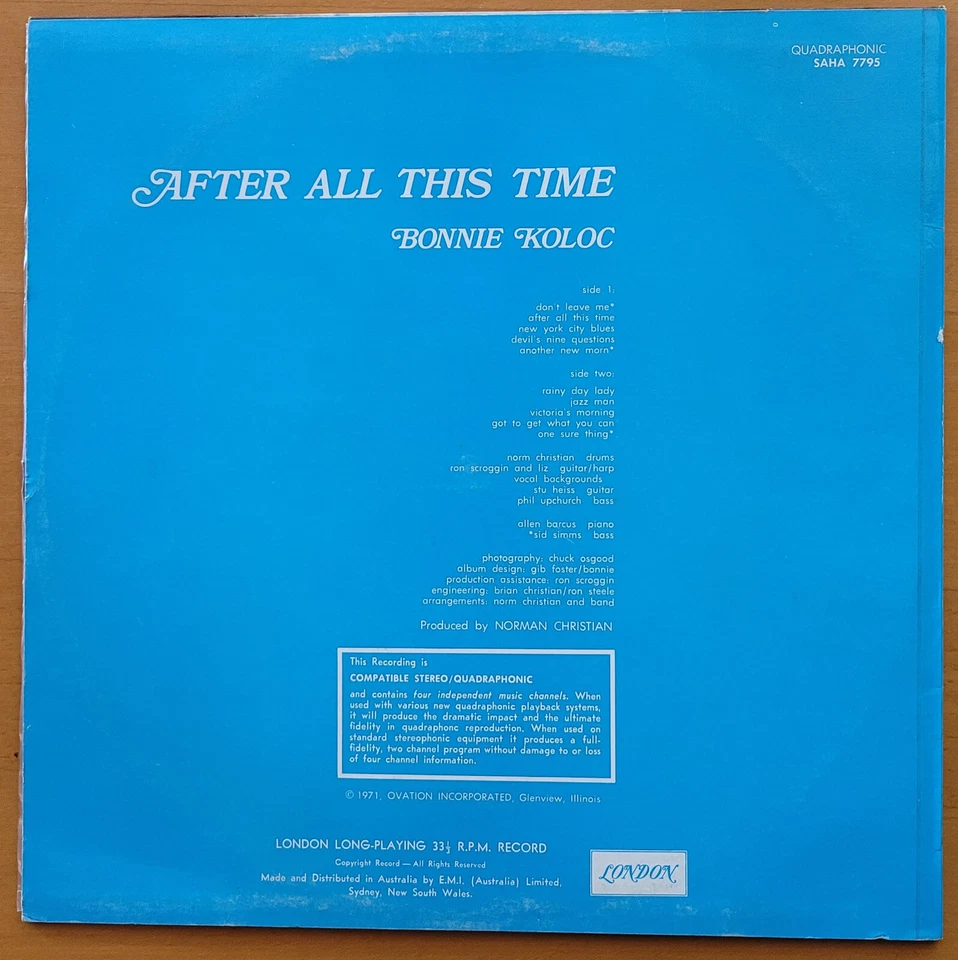 QUADRAPHONIC
SAHA 7795
AFTER ALL THIS TIME
BONNIE KOLOC
side 1:
don't leave me*
after all this time
new york city blues
devil's nine questions
another new morn*
side two:
rainy day lady
jazz man
victoria's morning
got to get what you can
one sure thing*
norm christian drums
ron scroggin and liz guitar/harp
vocal backgrounds
stu heiss guitar
phil upchurch bass
allen barcus piano
*sid simms bass
photography: chuck osgood
album design: gib foster/bonnie
production assistance: ron scroggin
engineering: brian christian/ron steele
arrangements: norm christian and band
Produced by NORMAN CHRISTIAN
This Recording is
COMPATIBLE STEREO/QUADRAPHONIC
and contains four independent music channels. When
used with various new quadraphonic playback systems,
it will produce the dramatic impact and the ultimate
fidelity in quadraphonc reproduction. When used on
standard stereophonic equipment it produces a full-
fidelity, two channel program without damage to or loss
of four channel information.
© 1971, OVATION INCORPORATED, Glenview, Illinois
LONDON LONG-PLAYING 33⅓ R.P.M. RECORD
Copyright Record — All Rights Reserved
Made and Distributed in Australia by E.M.I. (Australia) Limited,
Sydney, New South Wales.
LONDON